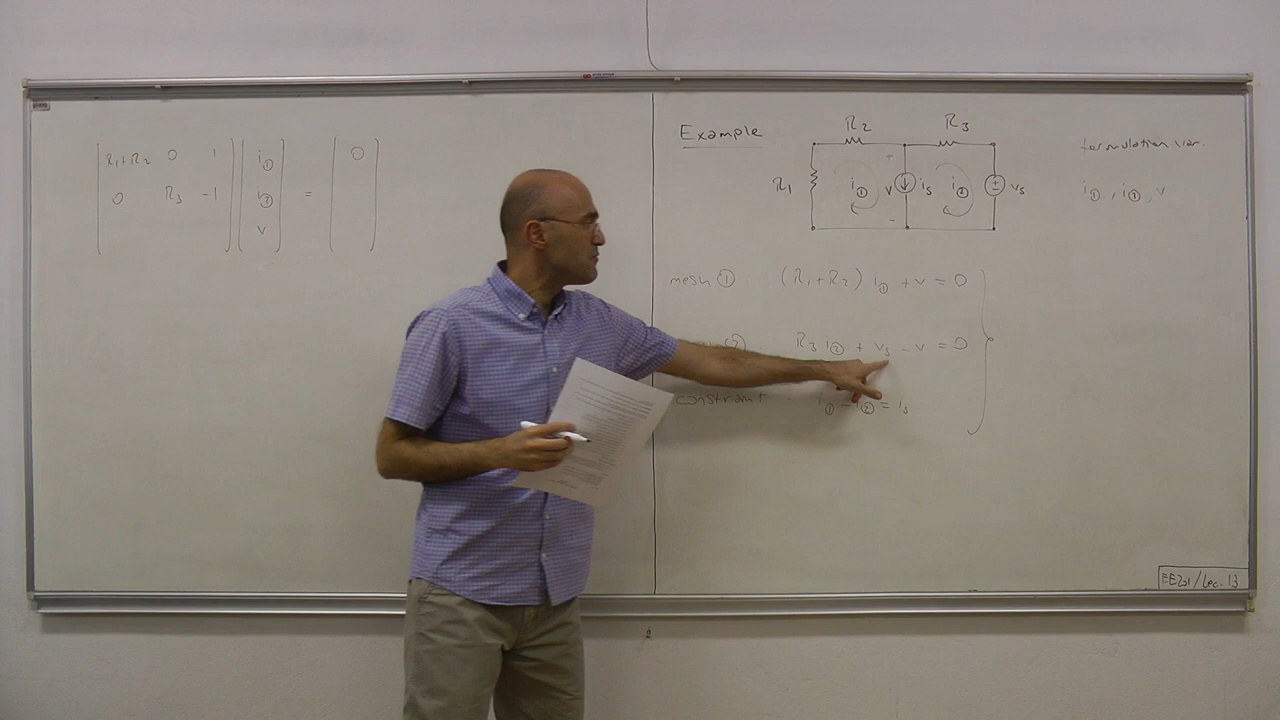 R₁+R₂ 0 1 i① = 0
0 R₃ -1 i②
v
Example
R₂ R₃
R₁ i① v + - iₛ i② + - vₛ
formulation var.
i①, i②, v
mesh ① . (R₁+R₂) i① + v = 0
② . R₃ i② + vₛ - v = 0
constraint . i① - i② = iₛ
EE201/Lec. 13